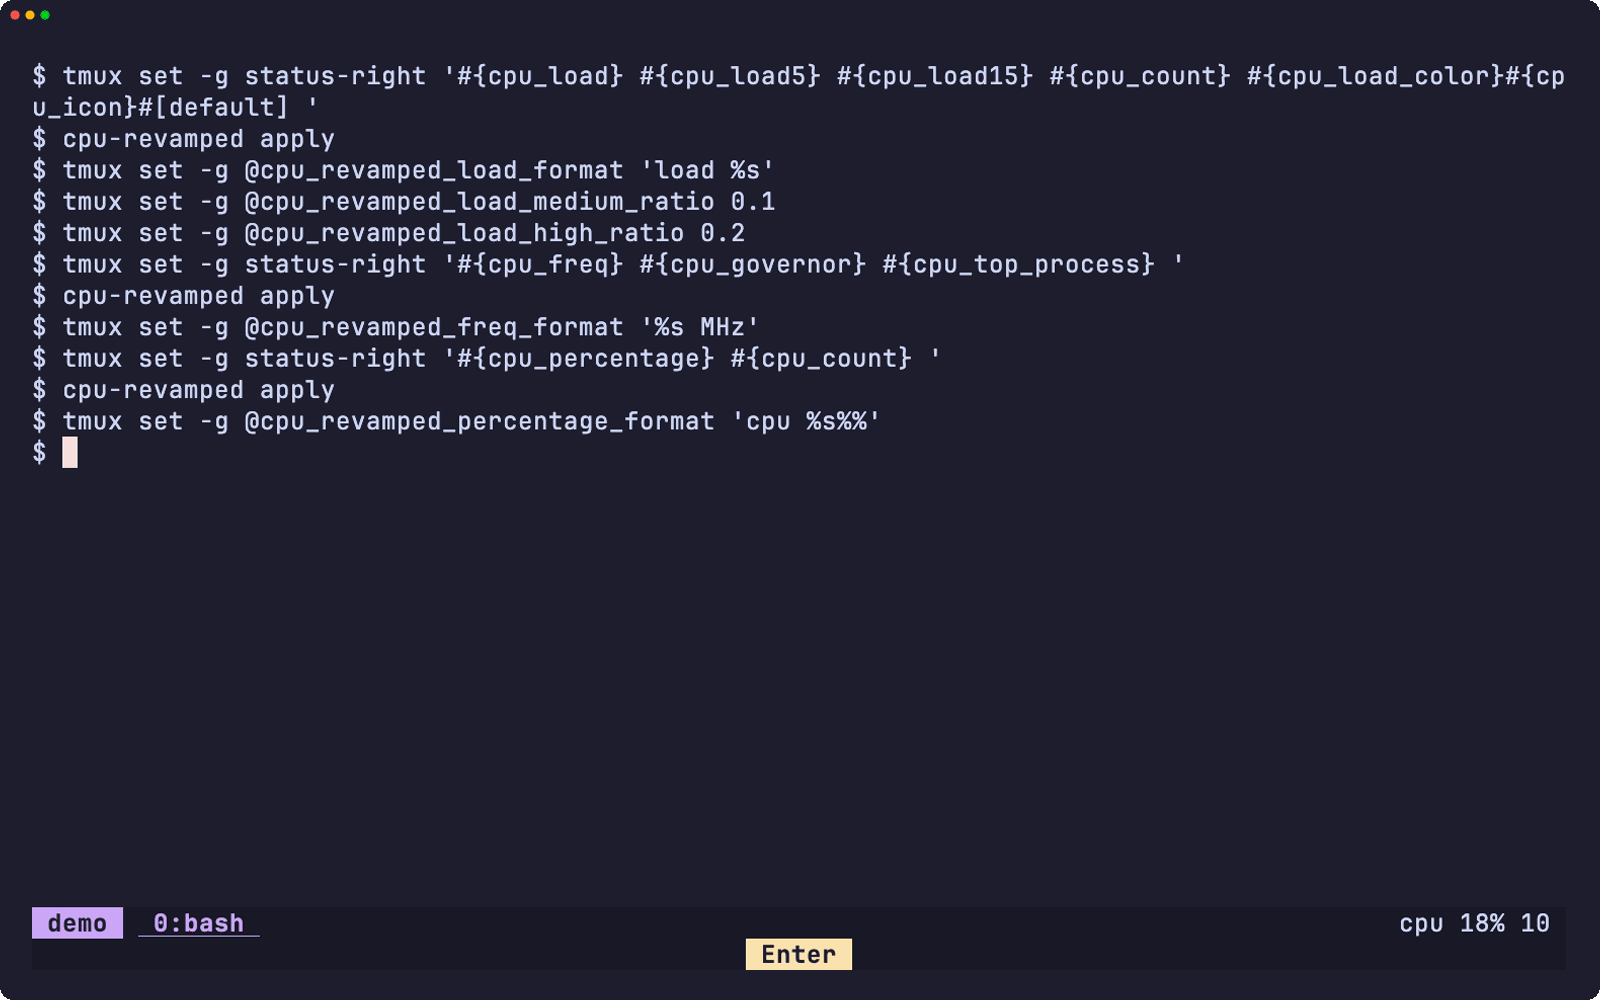 $ tmux set -g status-right '#{cpu_load} #{cpu_load5} #{cpu_load15} #{cpu_count} #{cpu_load_color}#{cp
u_icon}#[default] '
$ cpu-revamped apply
$ tmux set -g @cpu_revamped_load_format 'load %s'
$ tmux set -g @cpu_revamped_load_medium_ratio 0.1
$ tmux set -g @cpu_revamped_load_high_ratio 0.2
$ tmux set -g status-right '#{cpu_freq} #{cpu_governor} #{cpu_top_process} '
$ cpu-revamped apply
$ tmux set -g @cpu_revamped_freq_format '%s MHz'
$ tmux set -g status-right '#{cpu_percentage} #{cpu_count} '
$ cpu-revamped apply
$ tmux set -g @cpu_revamped_percentage_format 'cpu %s%%'
$
demo 0:bash cpu 18% 10
Enter